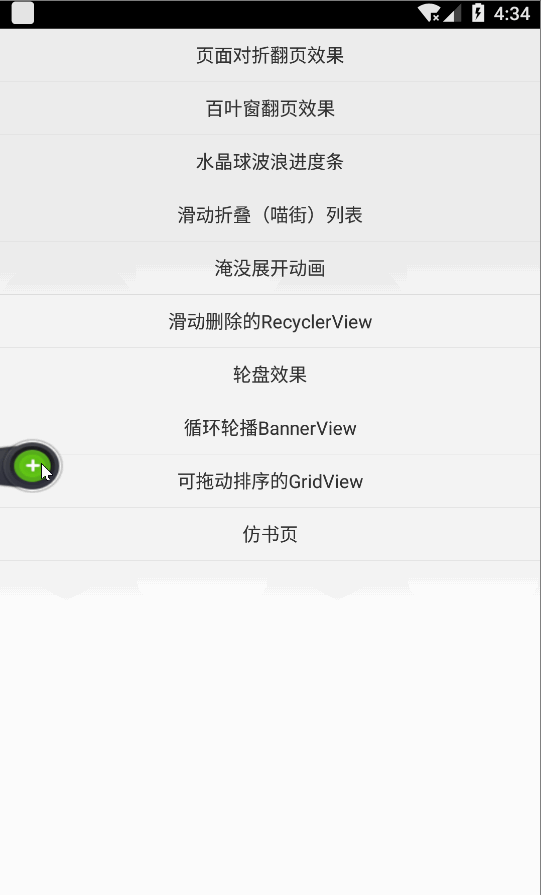 4:34
页面对折翻页效果
百叶窗翻页效果
水晶球波浪进度条
滑动折叠（喵街）列表
淹没展开动画
滑动删除的RecyclerView
轮盘效果
循环轮播BannerView
可拖动排序的GridView
仿书页